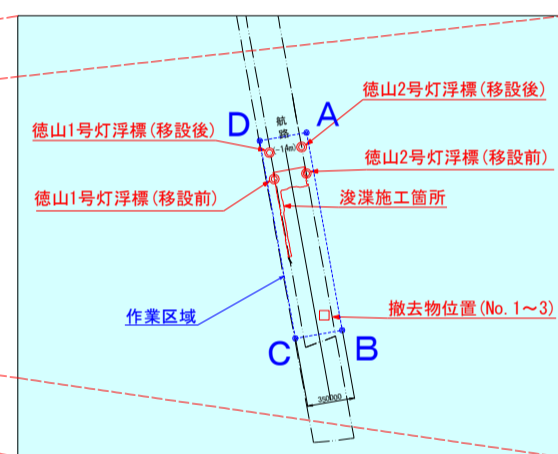 徳山2号灯浮標(移設後)
A
D
航路
(-14m)
徳山1号灯浮標(移設後)
徳山2号灯浮標(移設前)
徳山1号灯浮標(移設前)
浚渫施工箇所
撤去物位置(No.1～3)
作業区域
B
C
350000